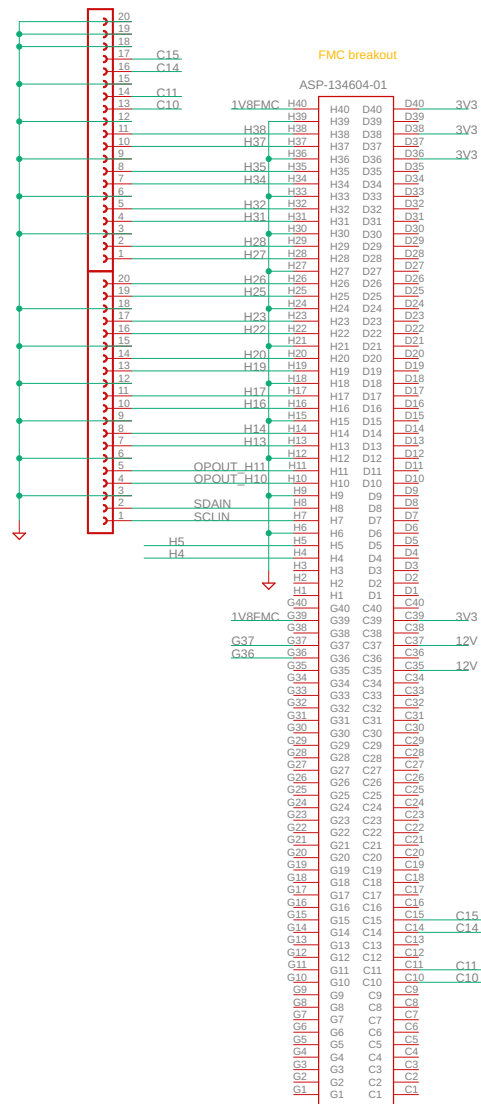 20
19
FMC breakout
18
17 C15
16 C14
15
ASP-134604-01
14 C11
13 C10 1V8FMC H40 H40 D40 D40 3V3
12 H39 H39 D39 D39
11 H38 H38 H38 D38 D38 3V3
10 H37 H37 H37 D37 D37
9 H36 H36 D36 D36 3V3
8 H35 H35 H35 D35 D35
7 H34 H34 H34 D34 D34
6 H33 H33 D33 D33
5 H32 H32 H32 D32 D32
4 H31 H31 H31 D31 D31
3 H30 H30 D30 D30
2 H28 H29 H29 D29 D29
1 H27 H28 H28 D28 D28
H27 H27 D27 D27
20 H26 H26 H26 D26 D26
19 H25 H25 H25 D25 D25
18 H24 H24 D24 D24
17 H23 H23 H23 D23 D23
16 H22 H22 H22 D22 D22
15 H21 H21 D21 D21
14 H20 H20 H20 D20 D20
13 H19 H19 H19 D19 D19
12 H18 H18 D18 D18
11 H17 H17 H17 D17 D17
10 H16 H16 H16 D16 D16
9 H15 H15 D15 D15
8 H14 H14 H14 D14 D14
7 H13 H13 H13 D13 D13
6 H12 H12 D12 D12
5 OPOUT_H11 H11 H11 D11 D11
4 OPOUT_H10 H10 H10 D10 D10
3 H9 H9 D9 D9
2 SDAIN H8 H8 D8 D8
1 SCLIN H7 H7 D7 D7
H6 H6 D6 D6
H5 H5 H5 D5 D5
H4 H4 H4 D4 D4
H3 H3 D3 D3
H2 H2 D2 D2
H1 H1 D1 D1
G40 G40 C40 C40
1V8FMC G39 G39 C39 C39 3V3
G38 G38 C38 C38
G37 G37 G37 C37 C37 12V
G36 G36 G36 C36 C36
G35 G35 C35 C35 12V
G34 G34 C34 C34
G33 G33 C33 C33
G32 G32 C32 C32
G31 G31 C31 C31
G30 G30 C30 C30
G29 G29 C29 C29
G28 G28 C28 C28
G27 G27 C27 C27
G26 G26 C26 C26
G25 G25 C25 C25
G24 G24 C24 C24
G23 G23 C23 C23
G22 G22 C22 C22
G21 G21 C21 C21
G20 G20 C20 C20
G19 G19 C19 C19
G18 G18 C18 C18
G17 G17 C17 C17
G16 G16 C16 C16
G15 G15 C15 C15 C15
G14 G14 C14 C14 C14
G13 G13 C13 C13
G12 G12 C12 C12
G11 G11 C11 C11 C11
G10 G10 C10 C10 C10
G9 G9 C9 C9
G8 G8 C8 C8
G7 G7 C7 C7
G6 G6 C6 C6
G5 G5 C5 C5
G4 G4 C4 C4
G3 G3 C3 C3
G2 G2 C2 C2
G1 G1 C1 C1